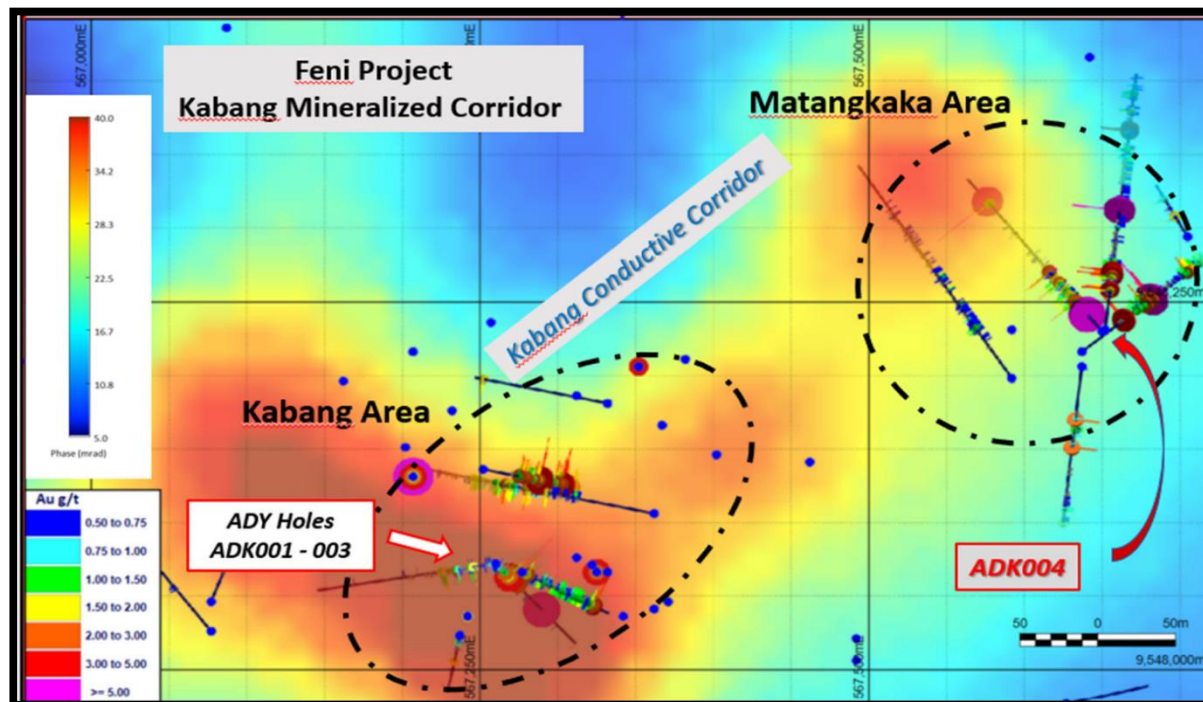 567,000mE
0mE
567,500mE
Feni Project
Kabang Mineralized Corridor
Matangkaka Area
40.0
34.2
28.3
22.5
16.7
10.8
5.0
Phase (mrad)
Kabang Conductive Corridor
250m
Kabang Area
Au g/t
0.50 to 0.75
0.75 to 1.00
1.00 to 1.50
1.50 to 2.00
2.00 to 3.00
3.00 to 5.00
>= 5.00
ADY Holes
ADK001 - 003
ADK004
50 0 50m
567,250mE
9,548,000m